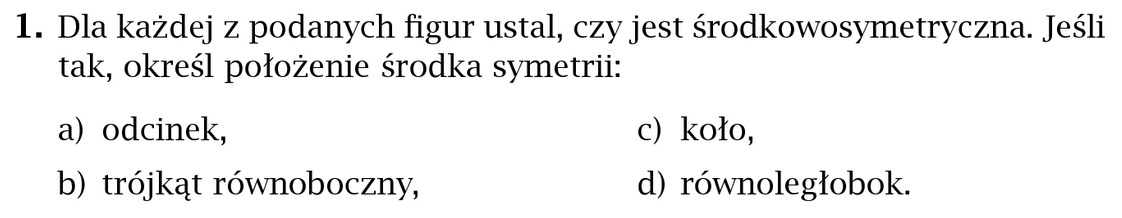 1. Dla każdej z podanych figur ustal, czy jest środkowosymetryczna. Jeśli
tak, określ położenie środka symetrii:
a) odcinek,
c) koło,
b) trójkąt równoboczny,
d) równoległobok.